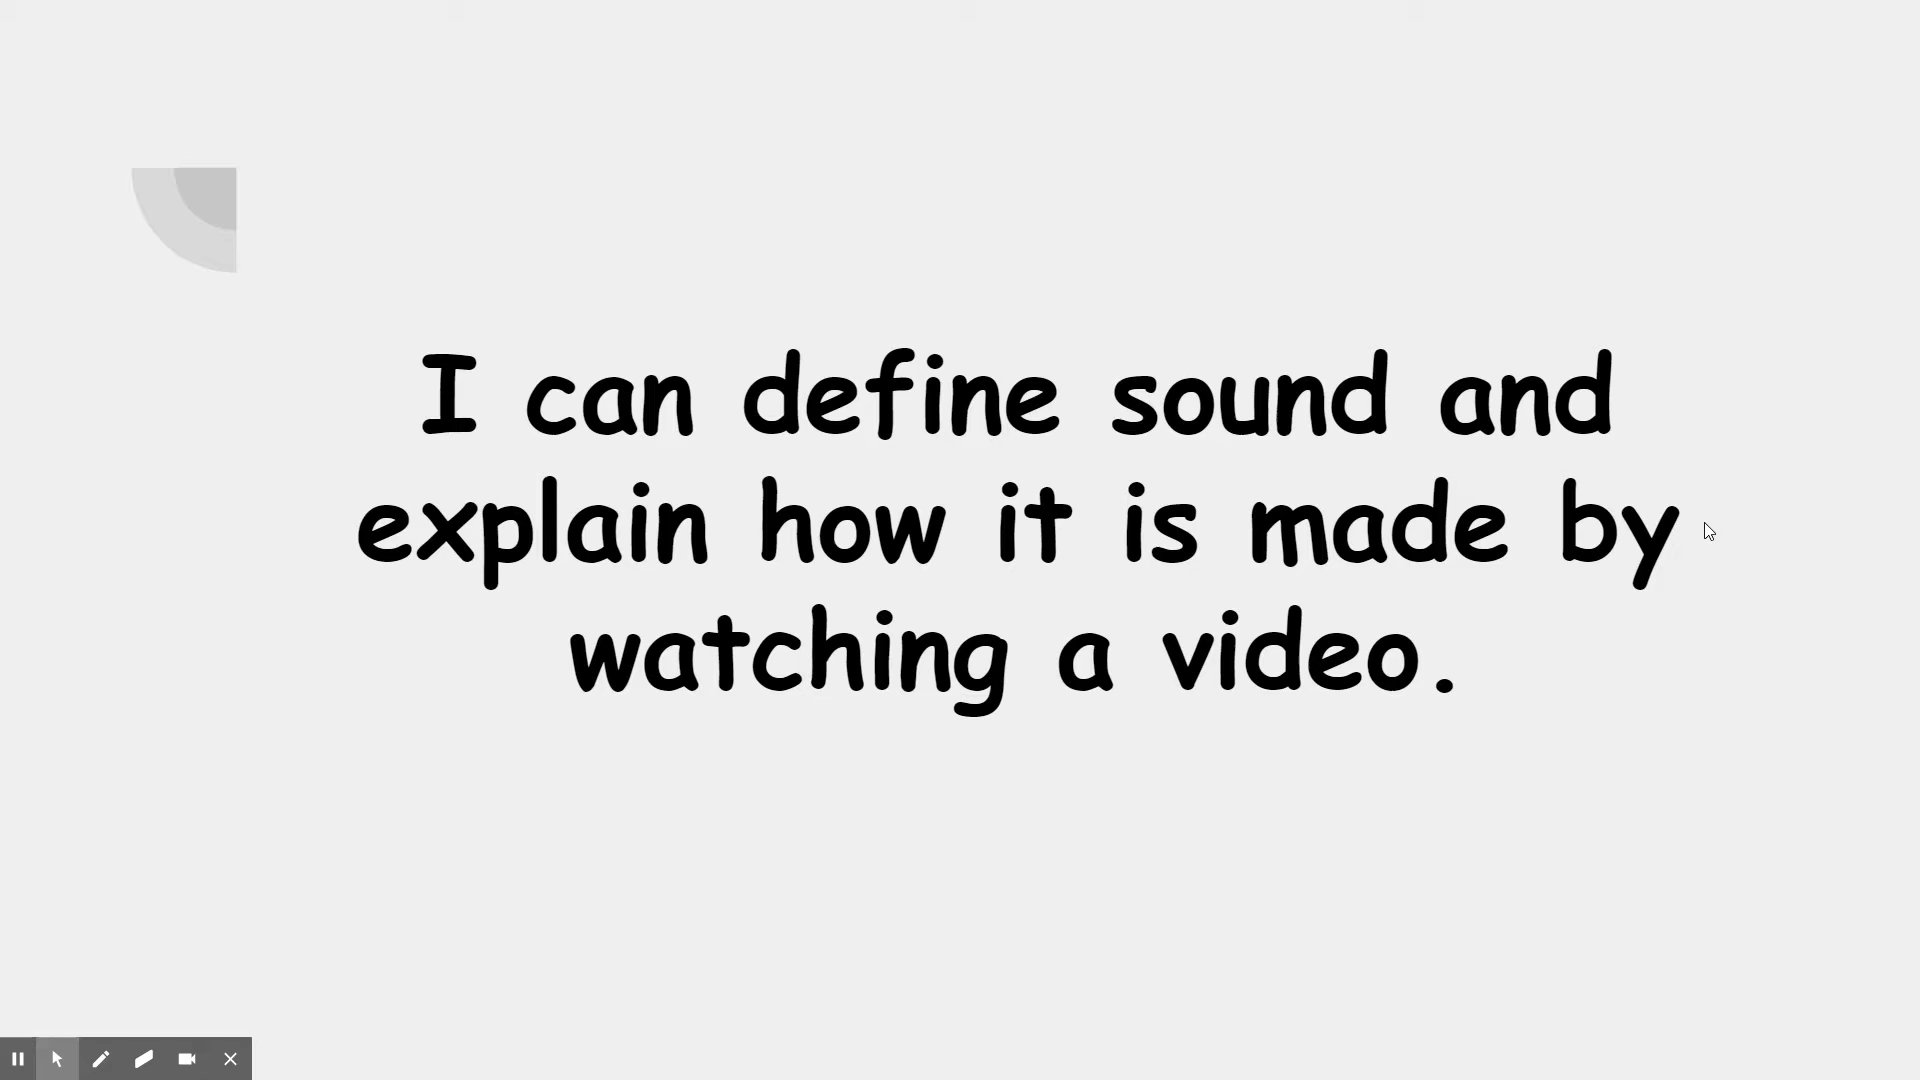 I can define sound and
explain how it is made by
watching a video.